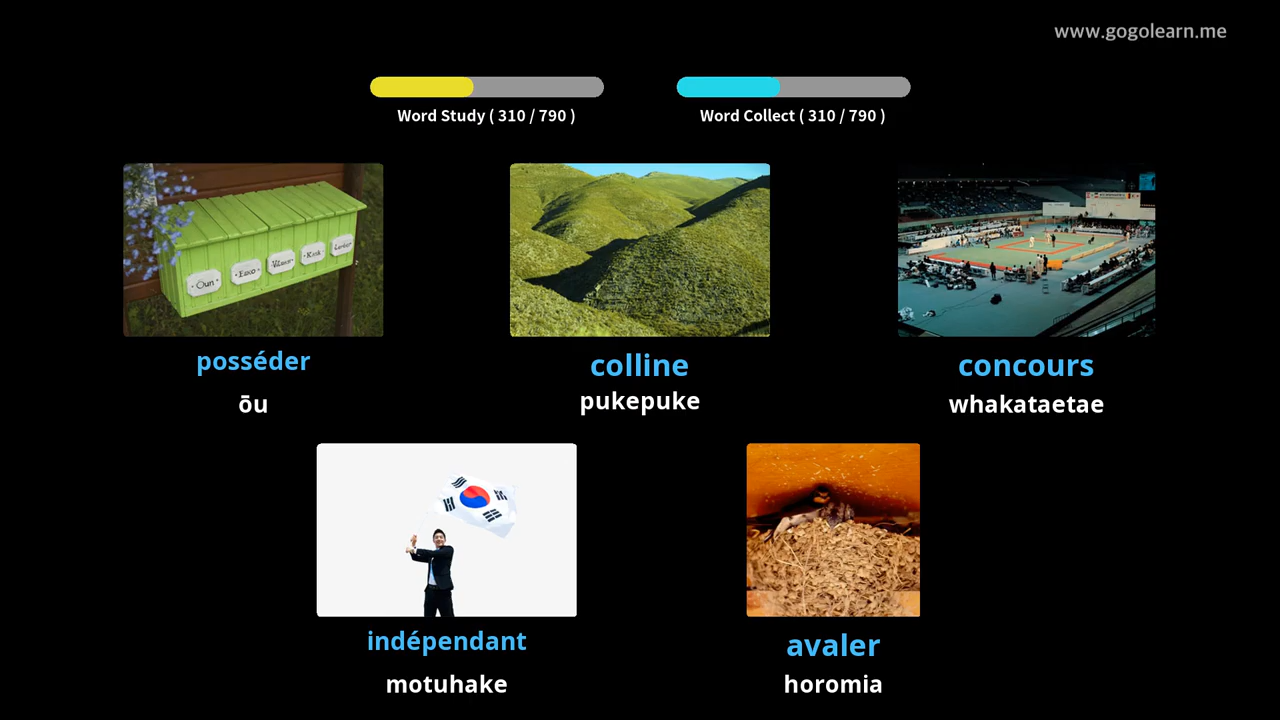 www.gogolearn.me
Word Study ( 310 / 790 )
Word Collect ( 310 / 790 )
posséder
ōu
colline
pukepuke
concours
whakataetae
indépendant
motuhake
avaler
horomia